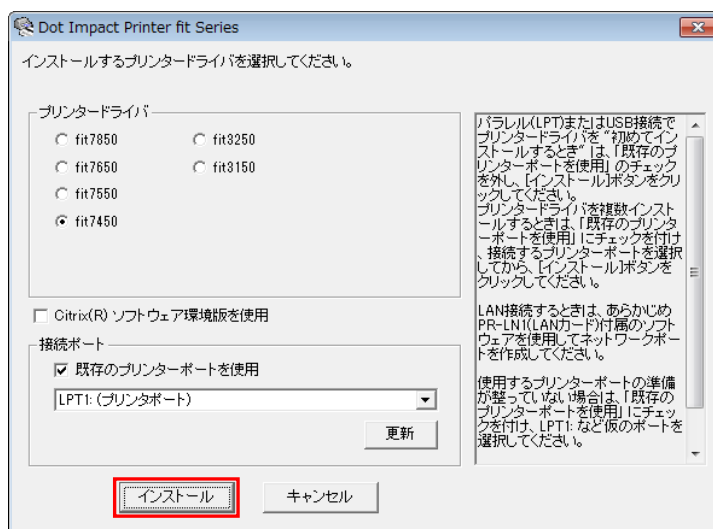 Dot Impact Printer fit Series
インストールするプリンタードライバを選択してください。
プリンタードライバ
fit7850
fit3250
fit7650
fit3150
fit7550
fit7450
Citrix(R) ソフトウェア環境版を使用
接続ポート
既存のプリンターポートを使用
LPT1: (プリンタポート)
更新
インストール
キャンセル
パラレル(LPT)またはUSB接続で
プリンタードライバを“初めてイン
ストールするとき”は、「既存のプ
リンターポートを使用」のチェック
を外し、[インストール]ボタンをクリ
ックしてください。
プリンタードライバを複数インスト
ールするときは、「既存のプリンタ
ーポートを使用」にチェックを付け
、接続するプリンターポートを選択
してから、[インストール]ボタンを
クリックしてください。
LAN接続するときは、あらかじめ
PR-LN1(LANカード)付属のソフト
ウェアを使用してネットワークポー
トを作成してください。
使用するプリンターポートの準備
が整っていない場合は、「既存の
プリンターポートを使用」にチェッ
クを付け、LPT1: など仮のポートを
選択してください。